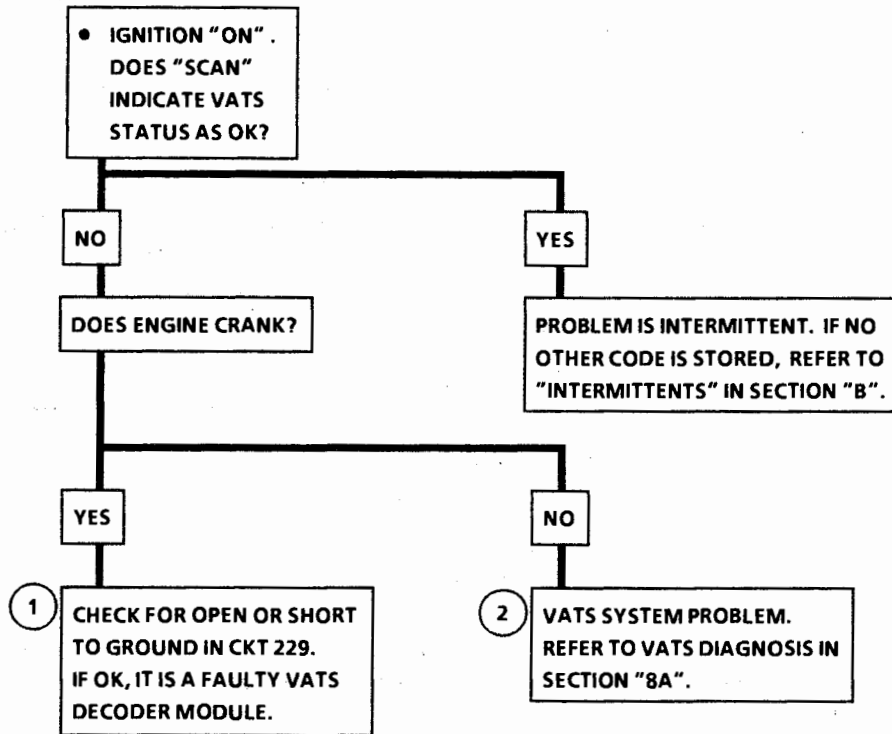 • IGNITION "ON" .
DOES "SCAN"
INDICATE VATS
STATUS AS OK?
NO
YES
DOES ENGINE CRANK?
PROBLEM IS INTERMITTENT. IF NO
OTHER CODE IS STORED, REFER TO
"INTERMITTENTS" IN SECTION "B".
YES
NO
1
CHECK FOR OPEN OR SHORT
TO GROUND IN CKT 229.
IF OK, IT IS A FAULTY VATS
DECODER MODULE.
2
VATS SYSTEM PROBLEM.
REFER TO VATS DIAGNOSIS IN
SECTION "8A".